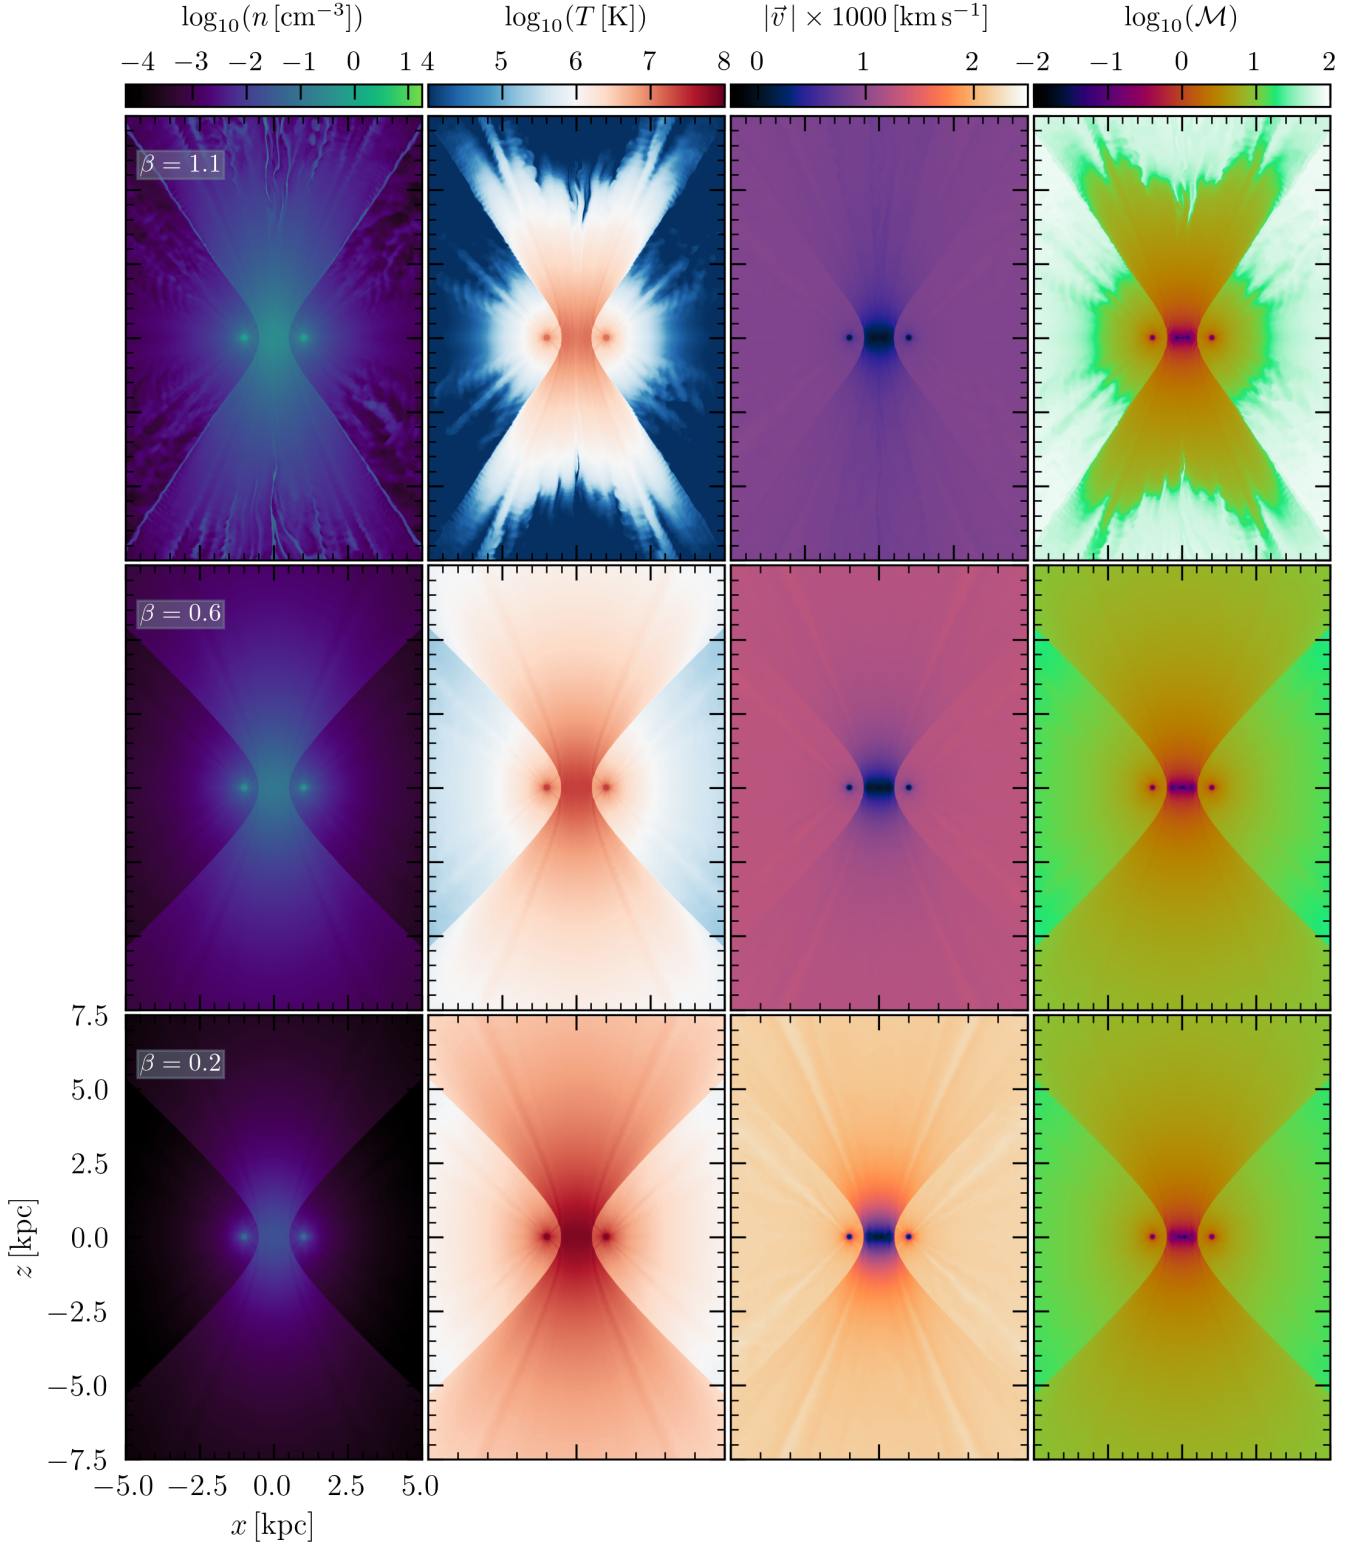 log₁₀(n [cm⁻³]) log₁₀(T [K]) |v⃗| × 1000 [km s⁻¹] log₁₀(ℳ)
−4 −3 −2 −1 0 1 4 5 6 7 8 0 1 2 −2 −1 0 1 2
β = 1.1
β = 0.6
7.5
β = 0.2
5.0
2.5
0.0
−2.5
−5.0
−7.5
z [kpc]
−5.0 −2.5 0.0 2.5 5.0
x [kpc]